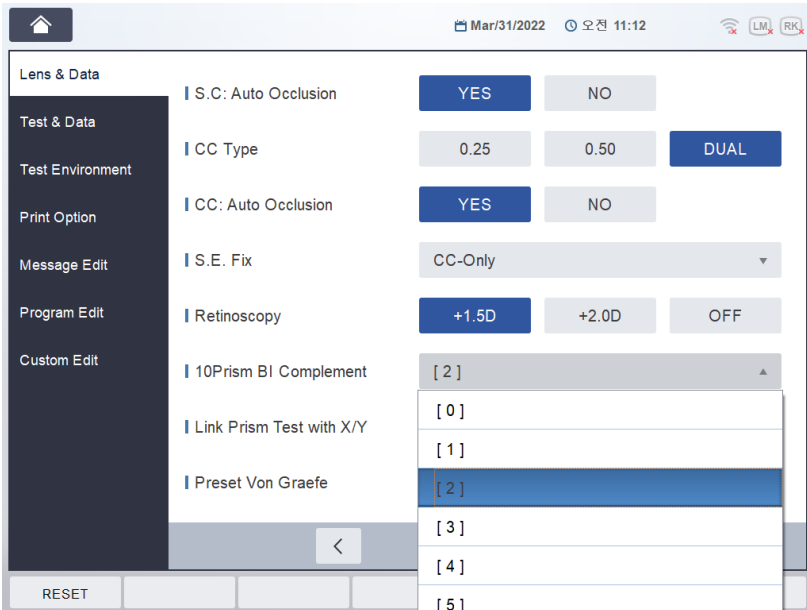 Mar/31/2022 오전 11:12 LM RK
Lens & Data
Test & Data
Test Environment
Print Option
Message Edit
Program Edit
Custom Edit
S.C: Auto Occlusion YES NO
CC Type 0.25 0.50 DUAL
CC: Auto Occlusion YES NO
S.E. Fix CC-Only
Retinoscopy +1.5D +2.0D OFF
10Prism BI Complement [ 2 ]
Link Prism Test with X/Y
Preset Von Graefe
[ 0 ]
[ 1 ]
[ 2 ]
[ 3 ]
[ 4 ]
[ 5 ]
RESET